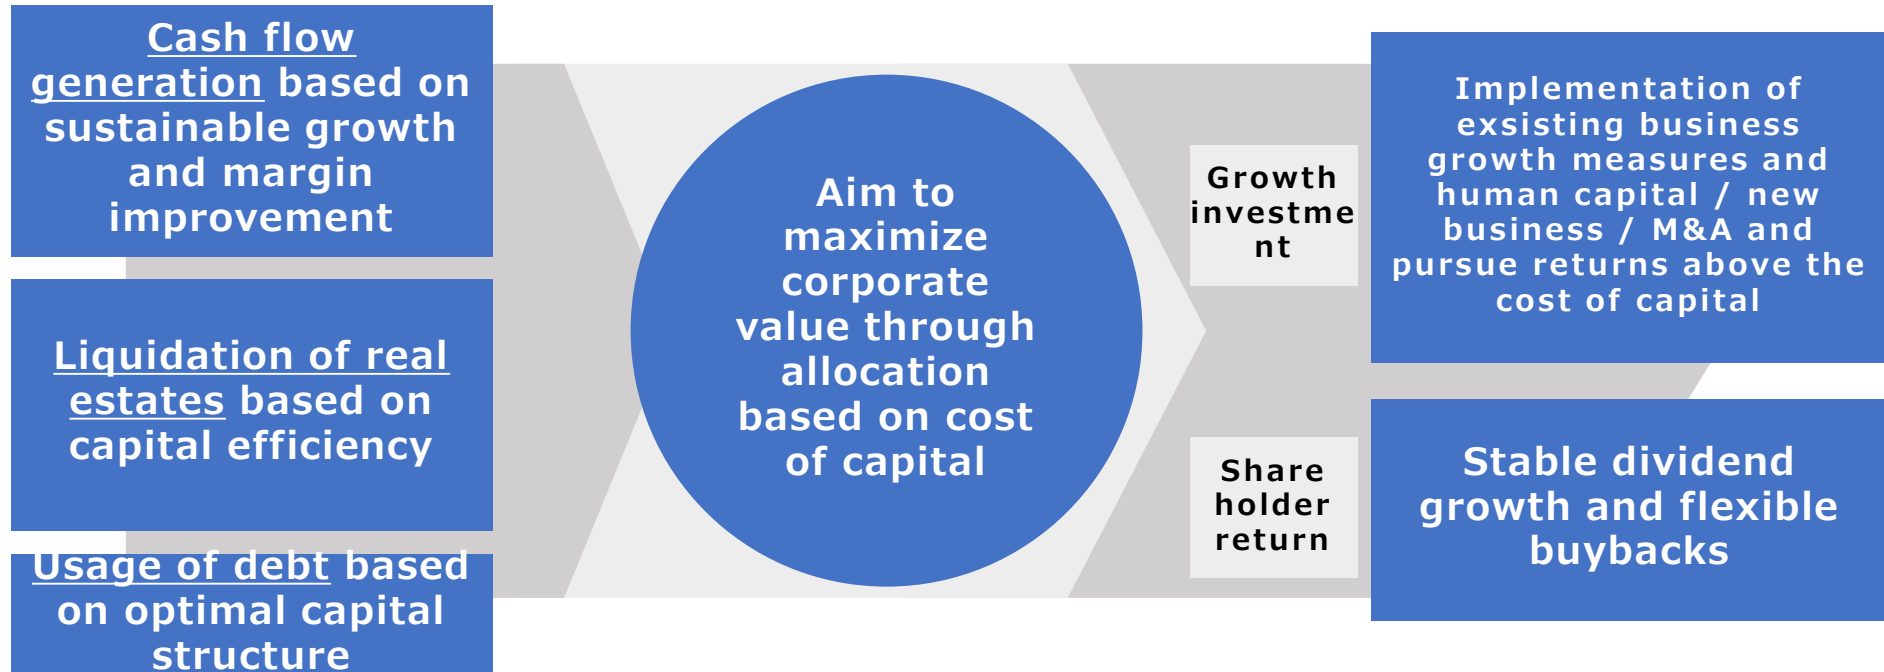 Cash flow
generation based on
sustainable growth
and margin
improvement
Liquidation of real
estates based on
capital efficiency
Usage of debt based
on optimal capital
structure
Aim to
maximize
corporate
value through
allocation
based on cost
of capital
Growth
investme
nt
Implementation of
exsisting business
growth measures and
human capital / new
business / M&A and
pursue returns above the
cost of capital
Share
holder
return
Stable dividend
growth and flexible
buybacks